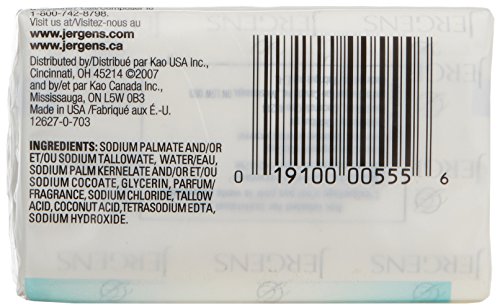 1-800-742-8798.
Visit us at/Visitez-nous au
www.jergens.com
www.jergens.ca
Distributed by/Distribué par Kao USA Inc.,
Cincinnati, OH 45214 ©2007
and by/et par Kao Canada Inc.,
Mississauga, ON L5W 0B3
Made in USA /Fabriqué aux É.-U.
12627-0-703
INGREDIENTS: SODIUM PALMATE AND/OR
ET/OU SODIUM TALLOWATE, WATER/EAU,
SODIUM PALM KERNELATE AND/OR ET/OU
SODIUM COCOATE, GLYCERIN, PARFUM/
FRAGRANCE, SODIUM CHLORIDE, TALLOW
ACID, COCONUT ACID, TETRASODIUM EDTA,
SODIUM HYDROXIDE.
0 19100 00555 6
JERGENS
JERGENS
JERGENS
JERGENS